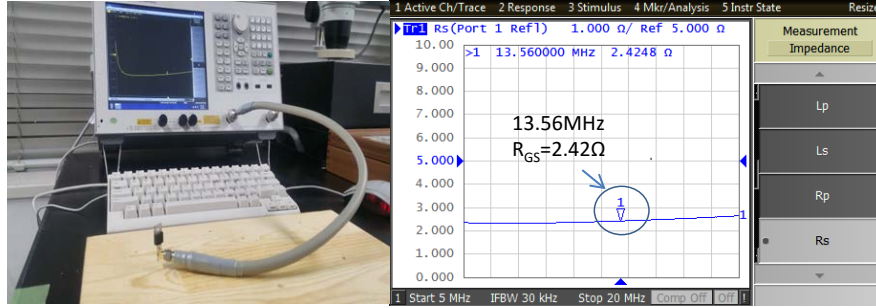 1 Active Ch/Trace 2 Response 3 Stimulus 4 Mkr/Analysis 5 Instr State Resize
Tr1 Rs(Port 1 Refl) 1.000 Ω/ Ref 5.000 Ω
10.00
>1 13.560000 MHz 2.4248 Ω
9.000
8.000
7.000
6.000
5.000
4.000
3.000
2.000
1.000
0.000
13.56MHz
RGS=2.42Ω
1
1
1 Start 5 MHz IFBW 30 kHz Stop 20 MHz Comp Off Off !
Measurement
Impedance
Lp
Ls
Rp
Rs